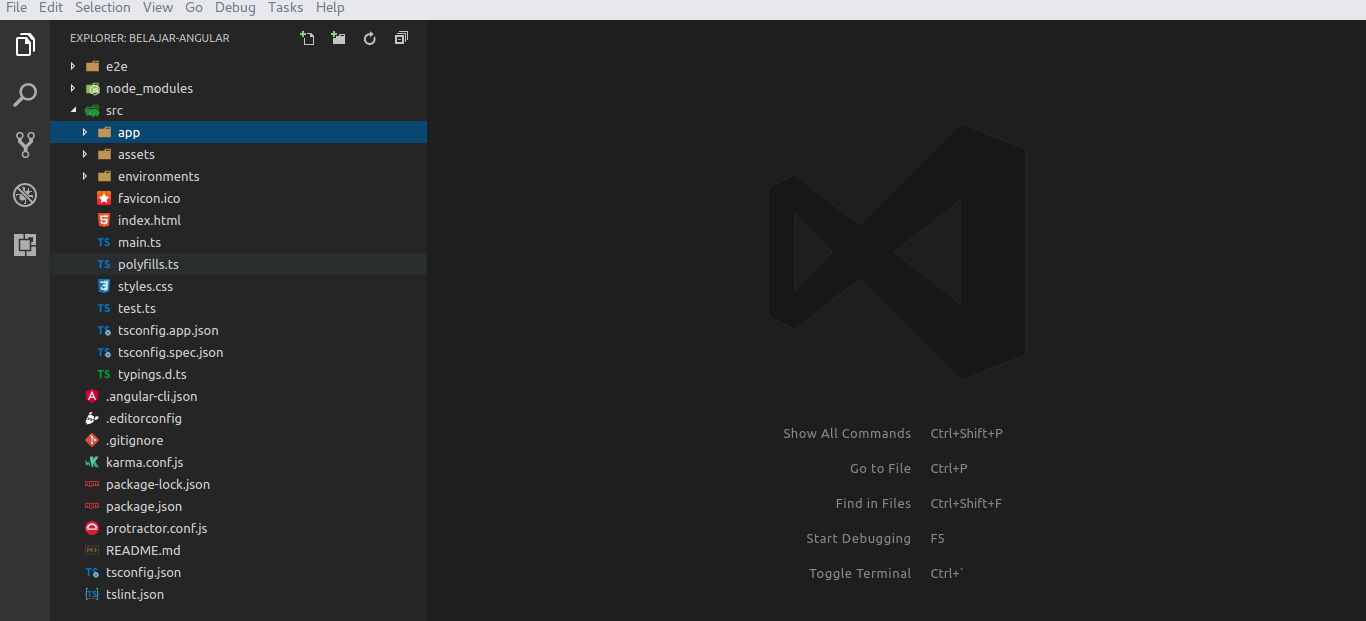 File Edit Selection View Go Debug Tasks Help
EXPLORER: BELAJAR-ANGULAR
e2e
node_modules
src
app
assets
environments
favicon.ico
index.html
TS main.ts
TS polyfills.ts
styles.css
TS test.ts
TS tsconfig.app.json
TS tsconfig.spec.json
TS typings.d.ts
.angular-cli.json
.editorconfig
.gitignore
karma.conf.js
package-lock.json
package.json
protractor.conf.js
README.md
TS tsconfig.json
TS tslint.json
Show All Commands Ctrl+Shift+P
Go to File Ctrl+P
Find in Files Ctrl+Shift+F
Start Debugging F5
Toggle Terminal Ctrl+`